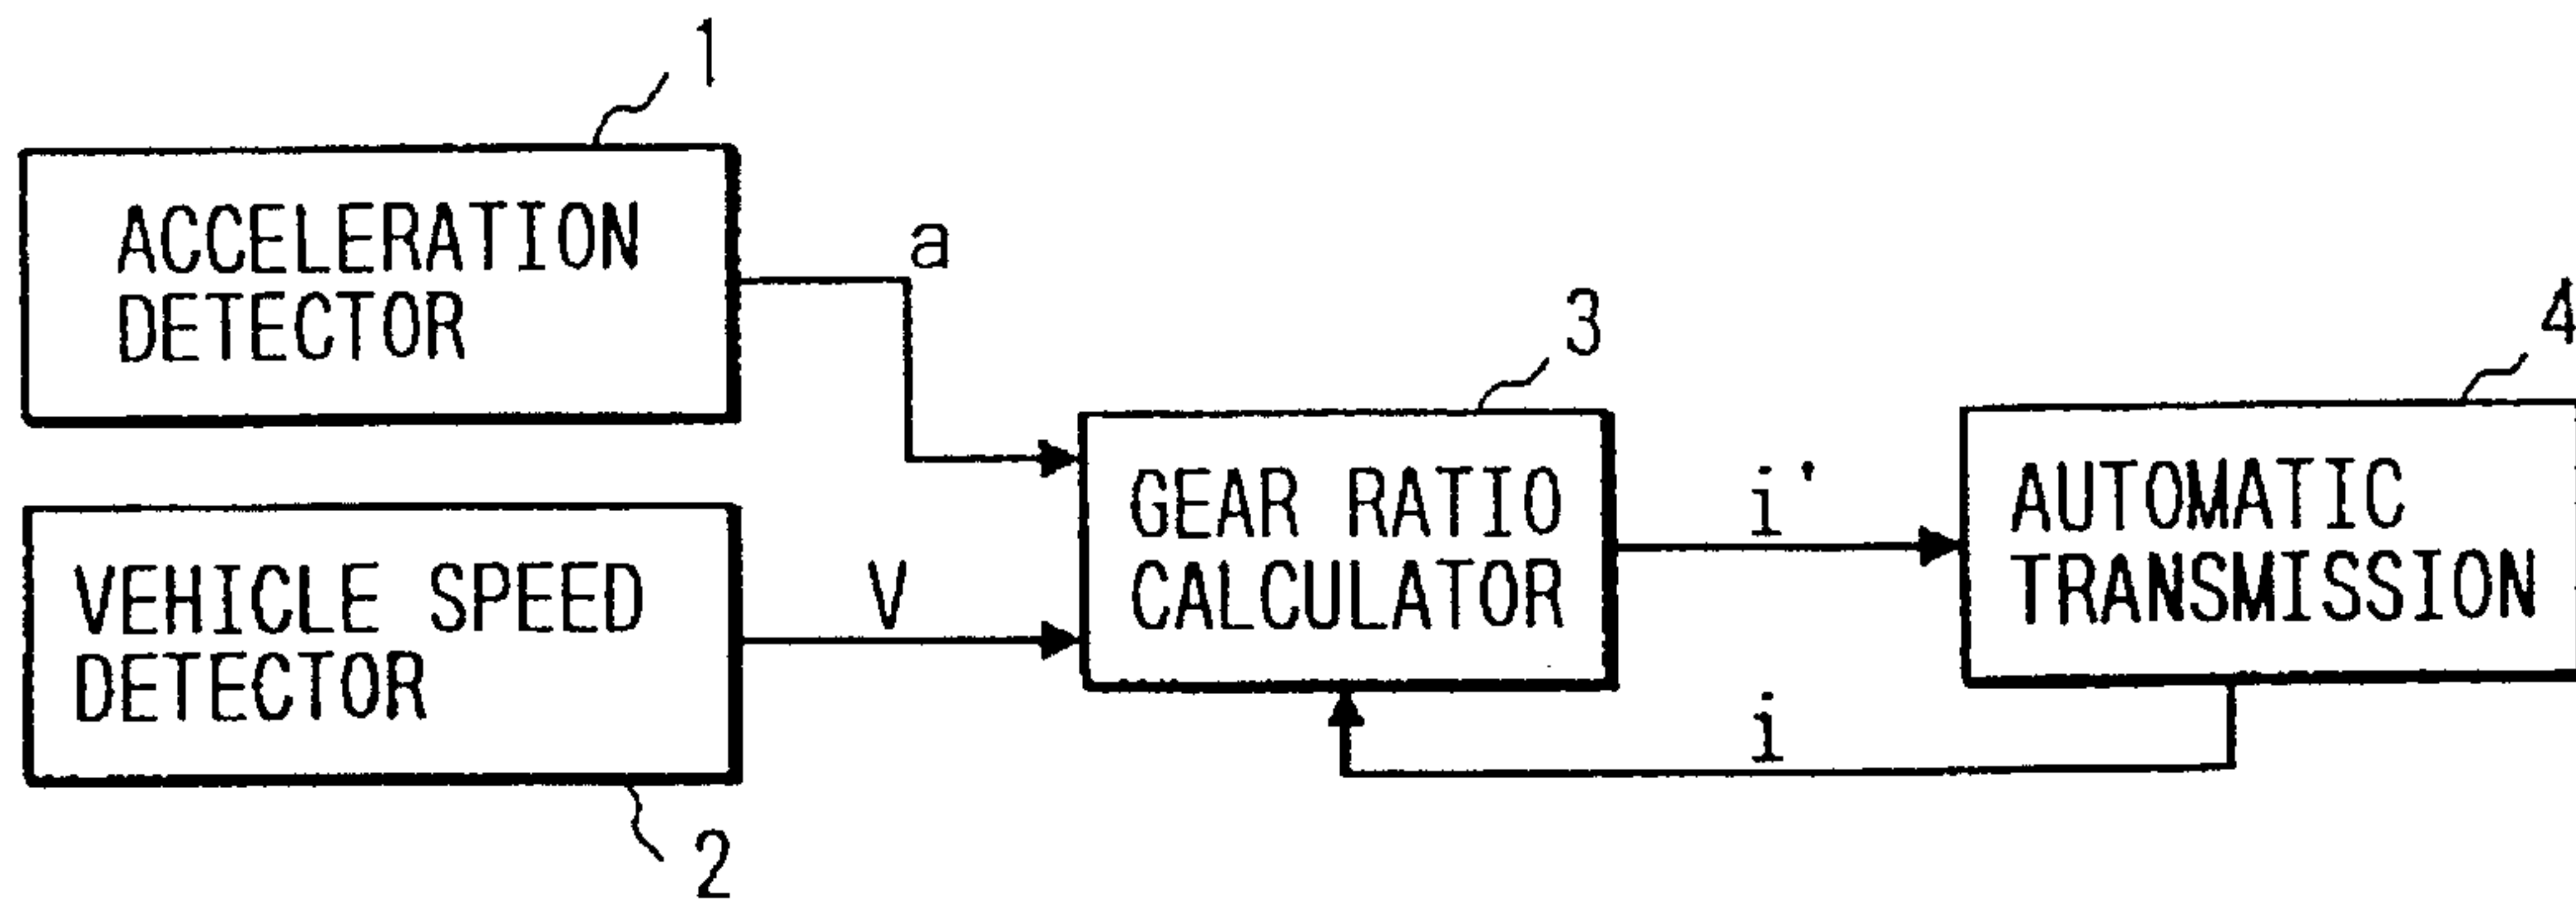 1
ACCELERATION
DETECTOR
a
VEHICLE SPEED
DETECTOR
2
V
3
GEAR RATIO
CALCULATOR
i'
i
4
AUTOMATIC
TRANSMISSION